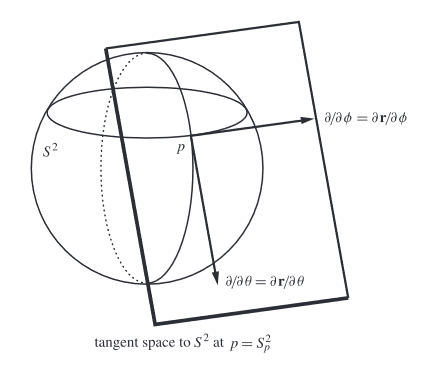 ∂/∂ϕ = ∂r/∂ϕ
S²
p
∂/∂θ = ∂r/∂θ
tangent space to S² at p = S²ₚ